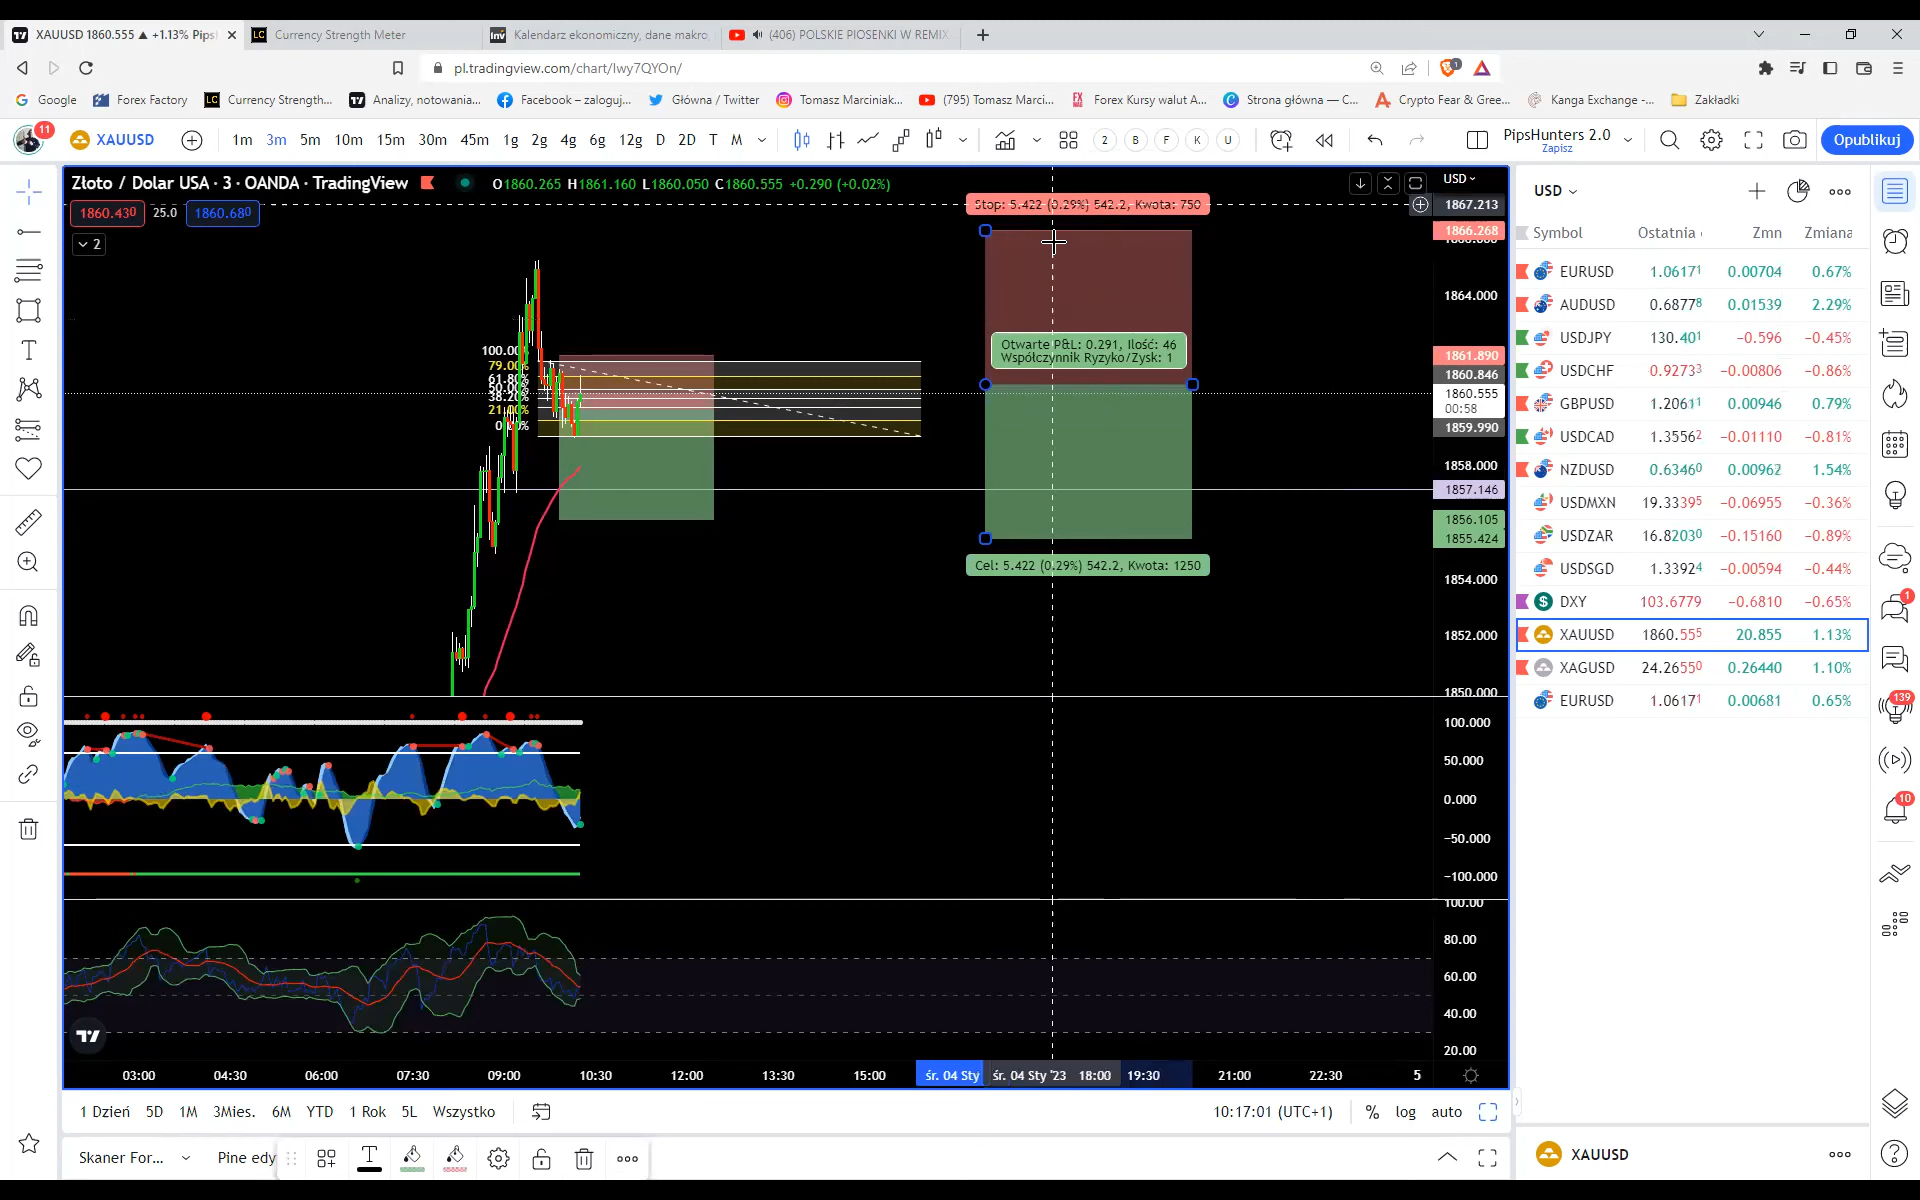 XAUUSD 1860.555 ▲ +1.13% Pips
Currency Strength Meter
Kalendarz ekonomiczny, dane makro,
(406) POLSKIE PIOSENKI W REMIX
pl.tradingview.com/chart/lwy7QYOn/
Google
Forex Factory
Currency Strength...
Analizy, notowania...
Facebook – zaloguj...
Główna / Twitter
Tomasz Marciniak...
(795) Tomasz Marci...
Forex Kursy walut A...
Strona główna — C...
Crypto Fear & Gree...
Kanga Exchange -...
Zakładki
11
XAUUSD
1m 3m 5m 10m 15m 30m 45m 1g 2g 4g 6g 12g D 2D T M
2 B F K U
PipsHunters 2.0
Zapisz
Opublikuj
Złoto / Dolar USA · 3 · OANDA · TradingView
O1860.265 H1861.160 L1860.050 C1860.555 +0.290 (+0.02%)
1860.430 25.0 1860.680
2
Stop: 5.422 (0.29%) 542.2, Kwota: 750
Otwarte P&L: 0.291, Ilość: 46
Współczynnik Ryzyko/Zysk: 1
Cel: 5.422 (0.29%) 542.2, Kwota: 1250
79.00%
61.80%
38.20%
USD
1867.213
1866.268
1864.000
1861.890
1860.846
1860.555
00:58
1859.990
1858.000
1857.146
1856.105
1855.424
1854.000
1852.000
1850.000
100.000
50.000
0.000
−50.000
−100.000
100.00
80.00
60.00
40.00
20.00
03:00 04:30 06:00 07:30 09:00 10:30 12:00 13:30 15:00 śr. 04 Sty śr. 04 Sty '23 18:00 19:30 21:00 22:30 5
1 Dzień 5D 1M 3Mies. 6M YTD 1 Rok 5L Wszystko
10:17:01 (UTC+1) % log auto
Skaner For...
Pine edy
USD
Symbol Ostatnia Zmn Zmiana
EURUSD 1.06171 0.00704 0.67%
AUDUSD 0.68778 0.01539 2.29%
USDJPY 130.401 −0.596 −0.45%
USDCHF 0.92733 −0.00806 −0.86%
GBPUSD 1.20611 0.00946 0.79%
USDCAD 1.35562 −0.01110 −0.81%
NZDUSD 0.63460 0.00962 1.54%
USDMXN 19.33395 −0.06955 −0.36%
USDZAR 16.82030 −0.15160 −0.89%
USDSGD 1.33924 −0.00594 −0.44%
DXY 103.6779 −0.6810 −0.65%
XAUUSD 1860.555 20.855 1.13%
XAGUSD 24.26550 0.26440 1.10%
EURUSD 1.06171 0.00681 0.65%
XAUUSD
1
139
10